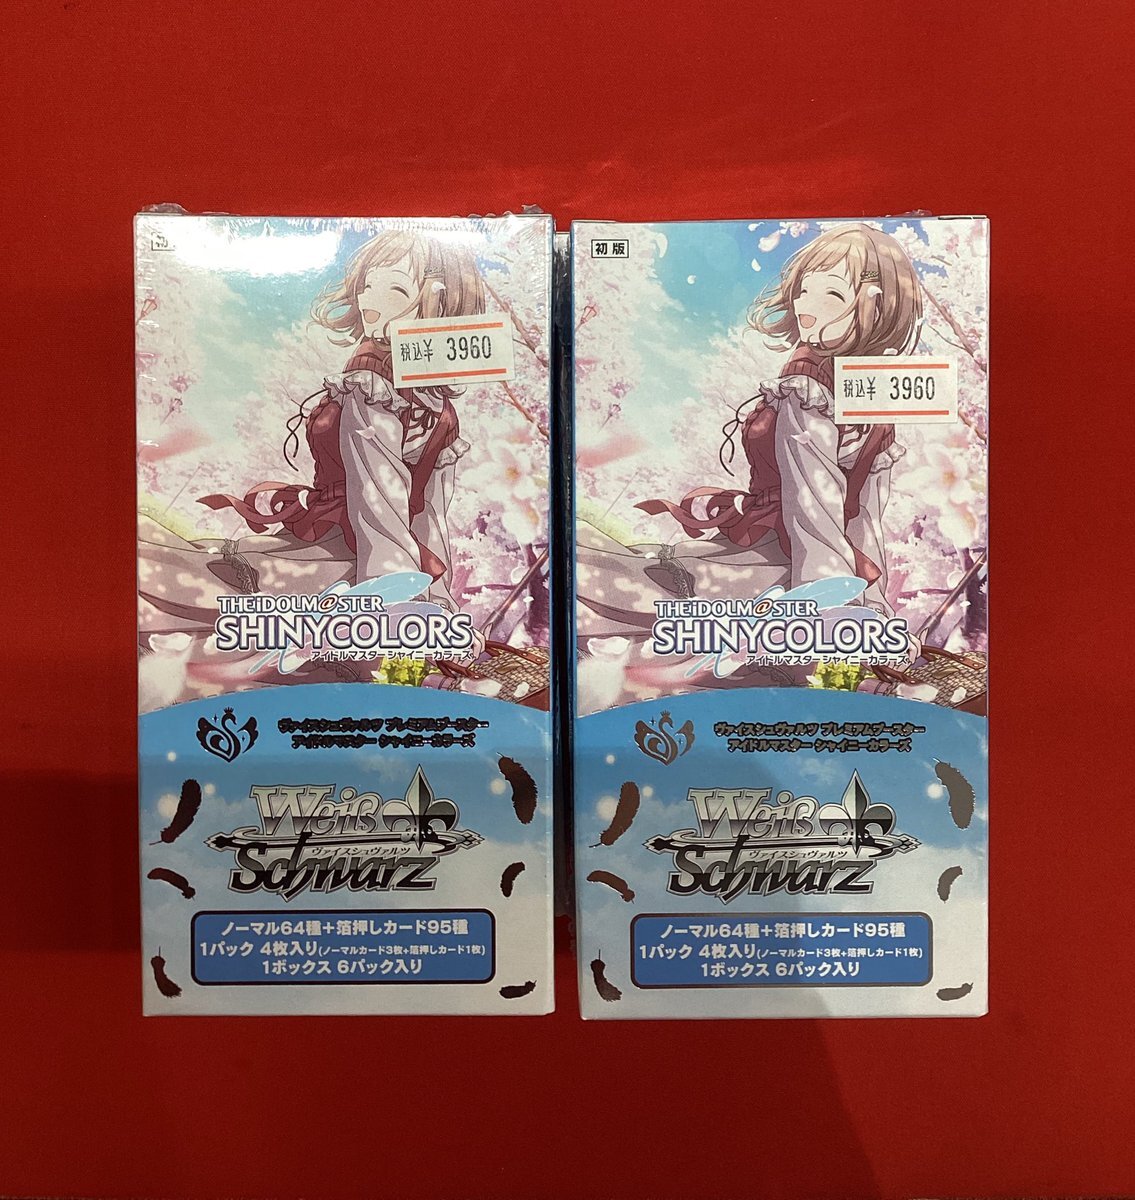 初
税込¥ 3960
THE iDOLM@STER
SHINYCOLORS
アイドルマスター シャイニーカラーズ
ヴァイスシュヴァルツ プレミアムブースター
アイドルマスター シャイニーカラーズ
Weiß
ヴァイスシュヴァルツ
Schwarz
ノーマル64種+箔押しカード95種
1パック 4枚入り(ノーマルカード3枚+箔押しカード1枚)
1ボックス 6パック入り
初版
税込¥ 3960
THE iDOLM@STER
SHINYCOLORS
アイドルマスター シャイニーカラーズ
ヴァイスシュヴァルツ プレミアムブースター
アイドルマスター シャイニーカラーズ
Weiß
ヴァイスシュヴァルツ
Schwarz
ノーマル64種+箔押しカード95種
1パック 4枚入り(ノーマルカード3枚+箔押しカード1枚)
1ボックス 6パック入り